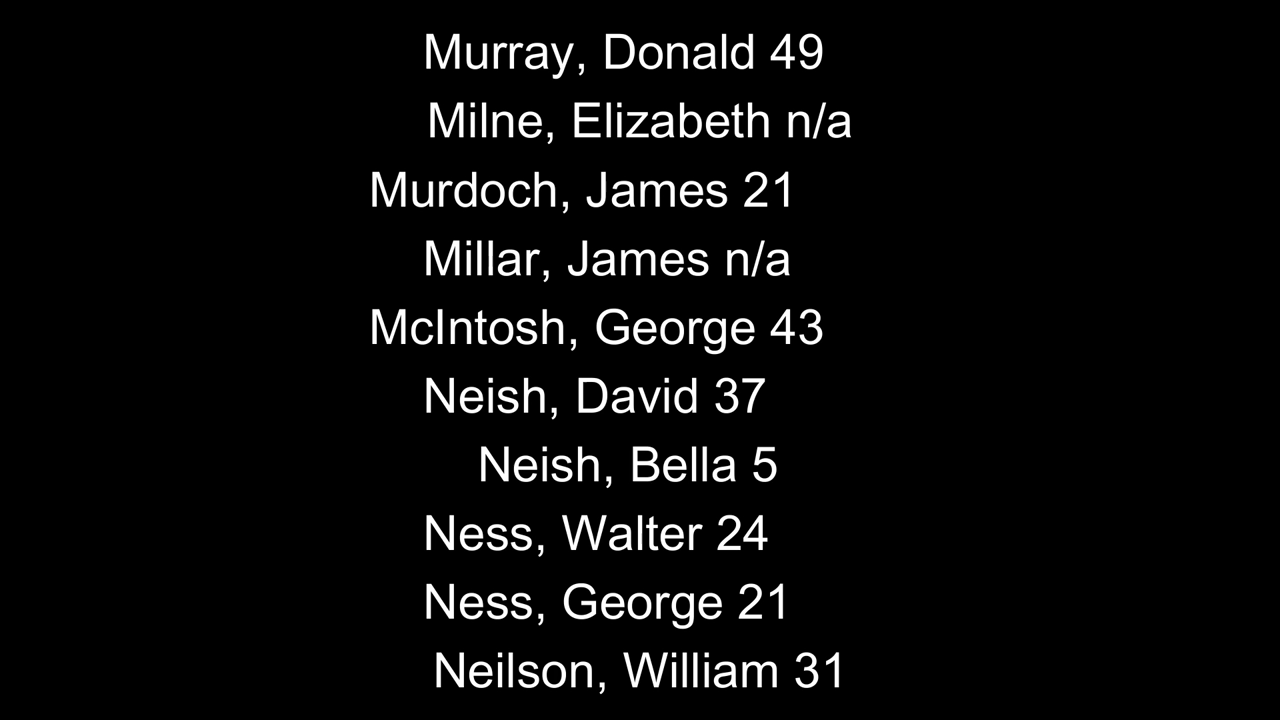 Murray, Donald 49
Milne, Elizabeth n/a
Murdoch, James 21
Millar, James n/a
McIntosh, George 43
Neish, David 37
Neish, Bella 5
Ness, Walter 24
Ness, George 21
Neilson, William 31